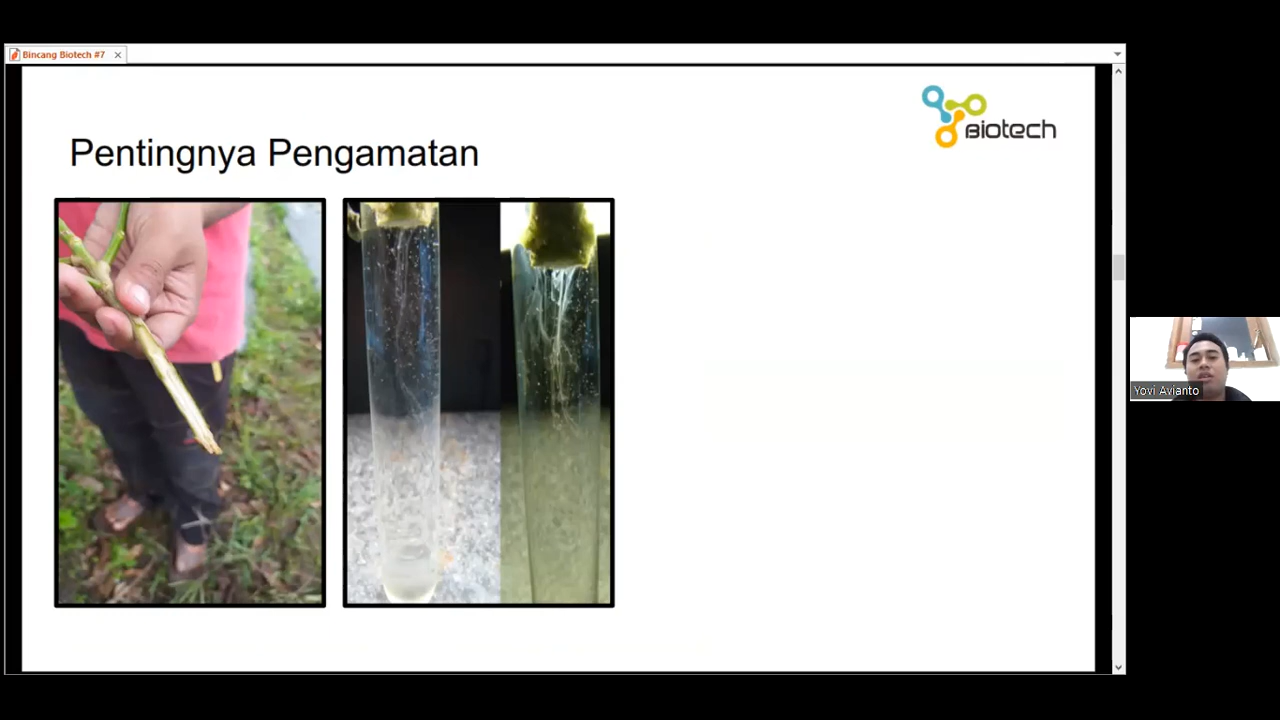 Bincang Biotech #7
Biotech
Pentingnya Pengamatan
Yovi Avianto